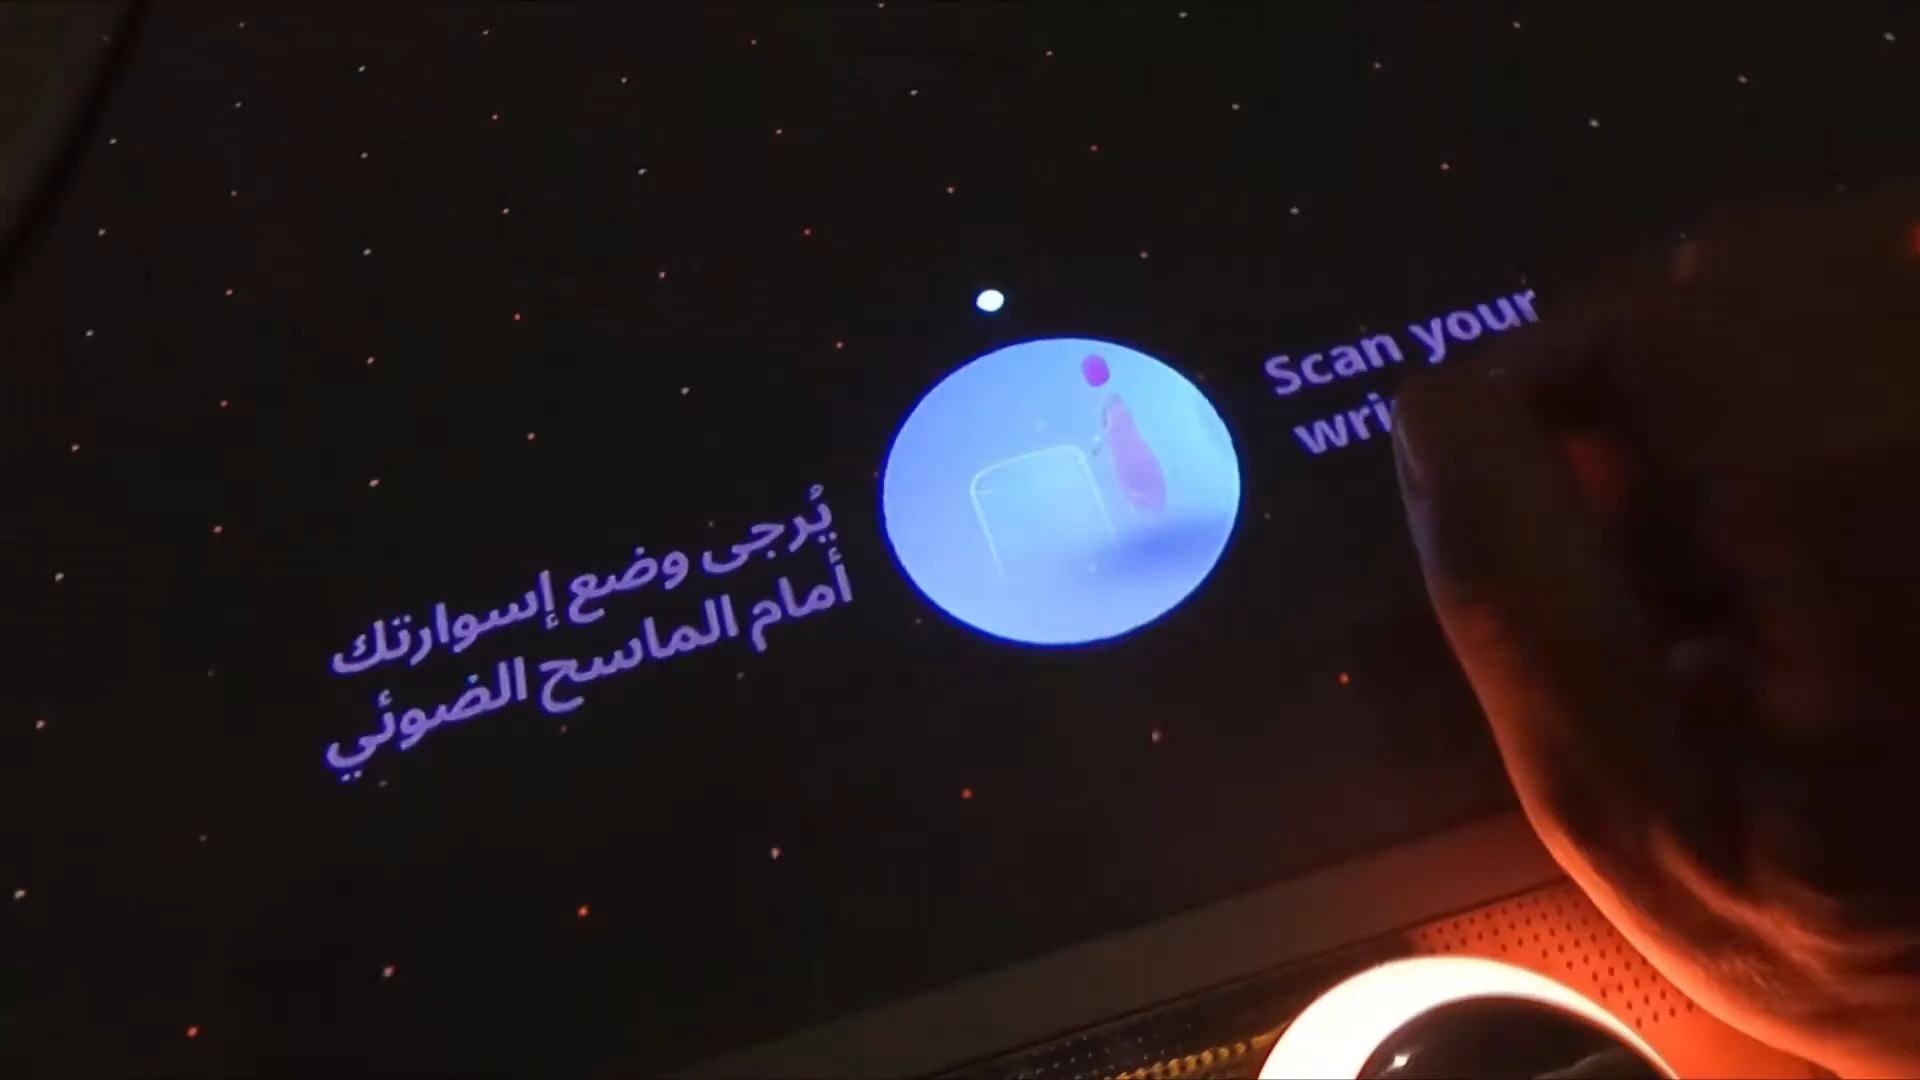 يُرجى وضع إسوارتك
أمام الماسح الضوئي
Scan your